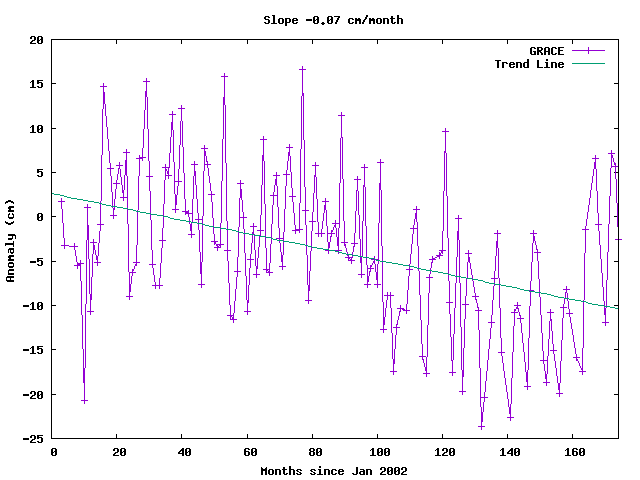 Slope -0.07 cm/month
GRACE
Trend Line
20
15
10
5
0
-5
-10
-15
-20
-25
Anomaly (cm)
0 20 40 60 80 100 120 140 160
Months since Jan 2002